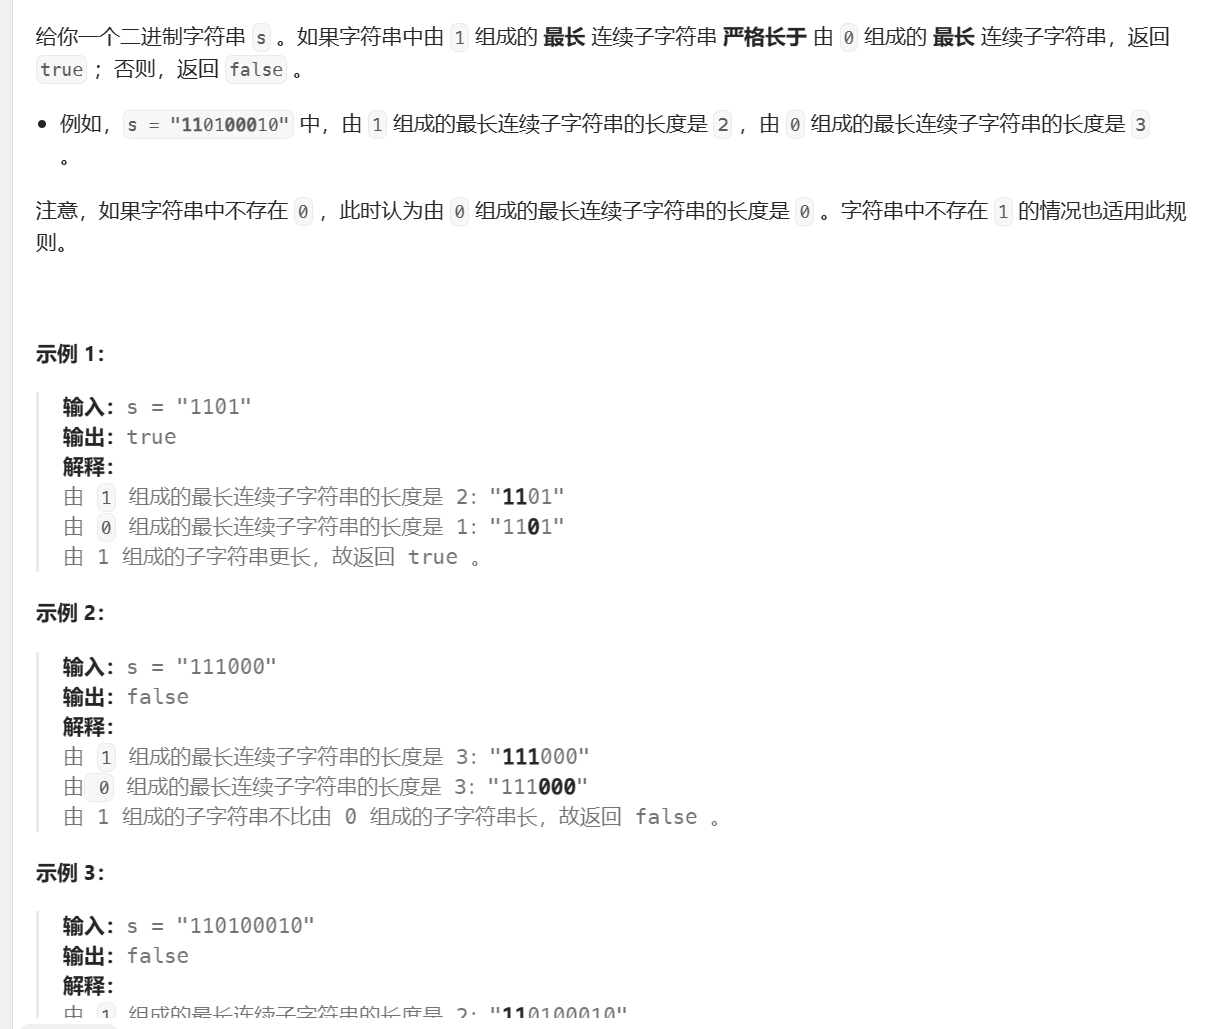 给你一个二进制字符串 s 。如果字符串中由 1 组成的 最长 连续子字符串 严格长于 由 0 组成的 最长 连续子字符串，返回
true ；否则，返回 false 。
• 例如，s = "110100010" 中，由 1 组成的最长连续子字符串的长度是 2 ，由 0 组成的最长连续子字符串的长度是 3
。
注意，如果字符串中不存在 0 ，此时认为由 0 组成的最长连续子字符串的长度是 0 。字符串中不存在 1 的情况也适用此规
则。
示例 1：
输入：s = "1101"
输出：true
解释：
由 1 组成的最长连续子字符串的长度是 2："1101"
由 0 组成的最长连续子字符串的长度是 1："1101"
由 1 组成的子字符串更长，故返回 true 。
示例 2：
输入：s = "111000"
输出：false
解释：
由 1 组成的最长连续子字符串的长度是 3："111000"
由 0 组成的最长连续子字符串的长度是 3："111000"
由 1 组成的子字符串不比由 0 组成的子字符串长，故返回 false 。
示例 3：
输入：s = "110100010"
输出：false
解释：
由 1 组成的最长连续子字符串的长度是 2："110100010"